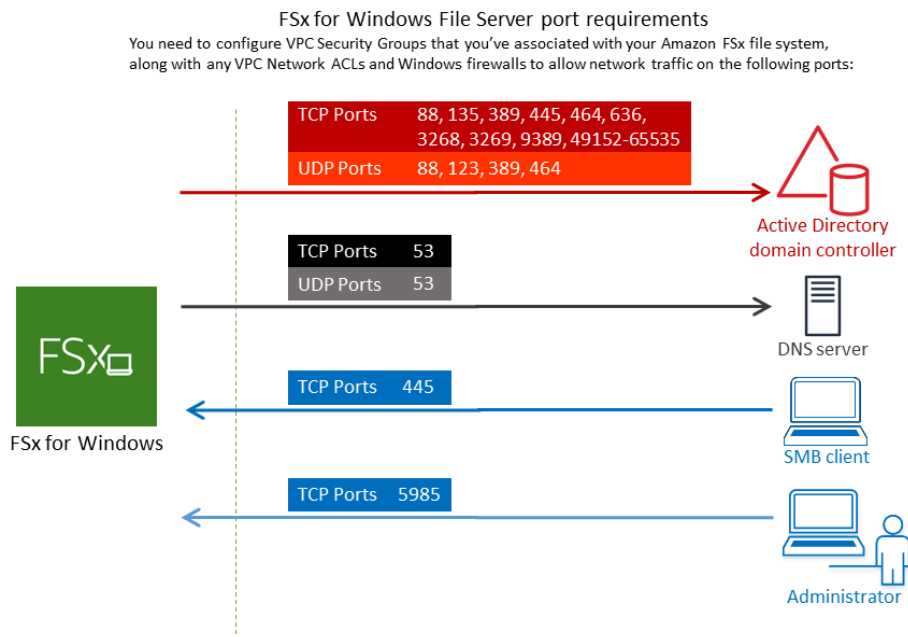 FSx for Windows File Server port requirements
You need to configure VPC Security Groups that you've associated with your Amazon FSx file system,
along with any VPC Network ACLs and Windows firewalls to allow network traffic on the following ports:
TCP Ports 88, 135, 389, 445, 464, 636,
3268, 3269, 9389, 49152-65535
UDP Ports 88, 123, 389, 464
Active Directory
domain controller
TCP Ports 53
UDP Ports 53
DNS server
FSx
FSx for Windows
TCP Ports 445
SMB client
TCP Ports 5985
Administrator